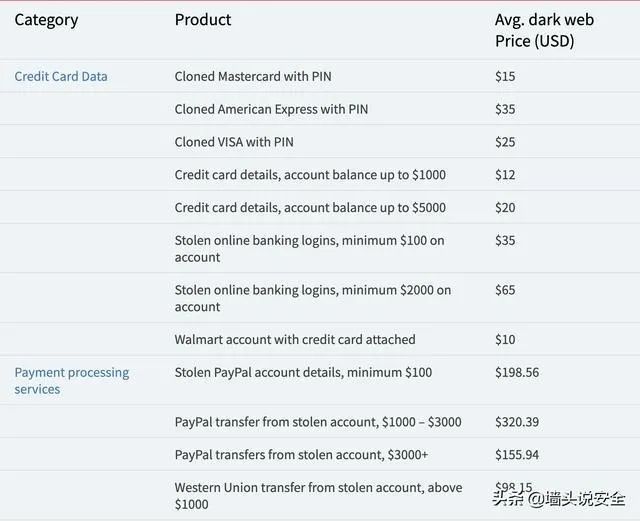 Category Product Avg. dark web
Price (USD)
Credit Card Data Cloned Mastercard with PIN $15
Cloned American Express with PIN $35
Cloned VISA with PIN $25
Credit card details, account balance up to $1000 $12
Credit card details, account balance up to $5000 $20
Stolen online banking logins, minimum $100 on $35
account
Stolen online banking logins, minimum $2000 on $65
account
Walmart account with credit card attached $10
Payment processing Stolen PayPal account details, minimum $100 $198.56
services
PayPal transfer from stolen account, $1000 – $3000 $320.39
PayPal transfers from stolen account, $3000+ $155.94
Western Union transfer from stolen account, above $98.15
$1000
头条 @墙头说安全